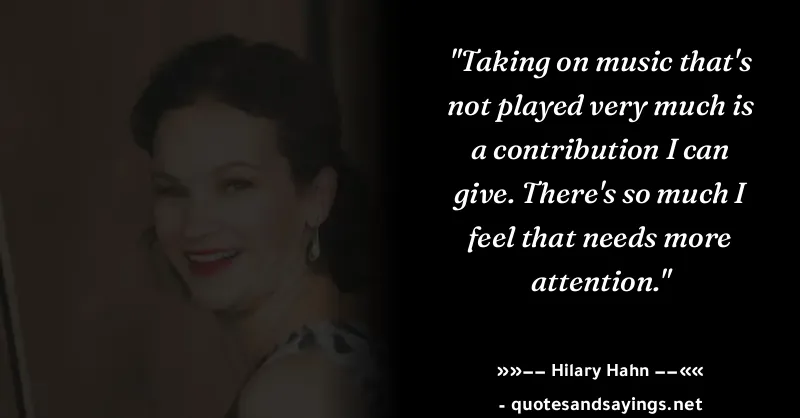 "Taking on music that's
not played very much is
a contribution I can
give. There's so much I
feel that needs more
attention."
»»−− Hilary Hahn −−««
- quotesandsayings.net